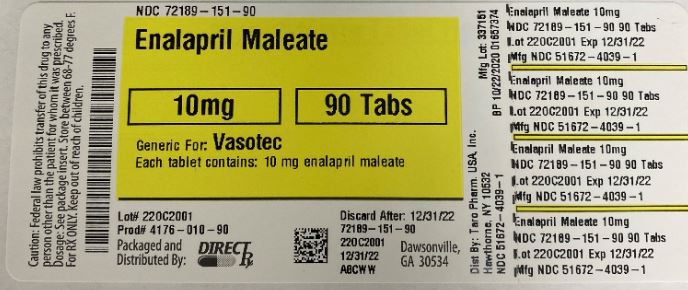 NDC 72189-151-90
Enalapril Maleate
10mg
90 Tabs
Generic For: Vasotec
Each tablet contains: 10 mg enalapril maleate
Lot# 220C2001
Prod# 4176-010-90
Packaged and
Distributed By:
DIRECT Rx
Discard After: 12/31/22
72189-151-90
220C2001
12/31/22
ABCWW
Dawsonville,
GA 30534
Caution: Federal law prohibits transfer of this drug to any
person other than the patient for whom it was prescribed.
Dosage: See package insert. Store between 68-77 degrees F.
For RX ONLY. Keep out of reach of children.
Mfg Lot: 337151
BP 10/22/2020 01657374
Dist By: Taro Pharm USA, Inc.
Hawthorne, NY 10532
NDC 51672-4039-1
Enalapril Maleate 10mg
NDC 72189-151-90 90 Tabs
Lot 220C2001 Exp 12/31/22
Mfg NDC 51672-4039-1
Enalapril Maleate 10mg
NDC 72189-151-90 90 Tabs
Lot 220C2001 Exp 12/31/22
Mfg NDC 51672-4039-1
Enalapril Maleate 10mg
NDC 72189-151-90 90 Tabs
Lot 220C2001 Exp 12/31/22
Mfg NDC 51672-4039-1
Enalapril Maleate 10mg
NDC 72189-151-90 90 Tabs
Lot 220C2001 Exp 12/31/22
Mfg NDC 51672-4039-1